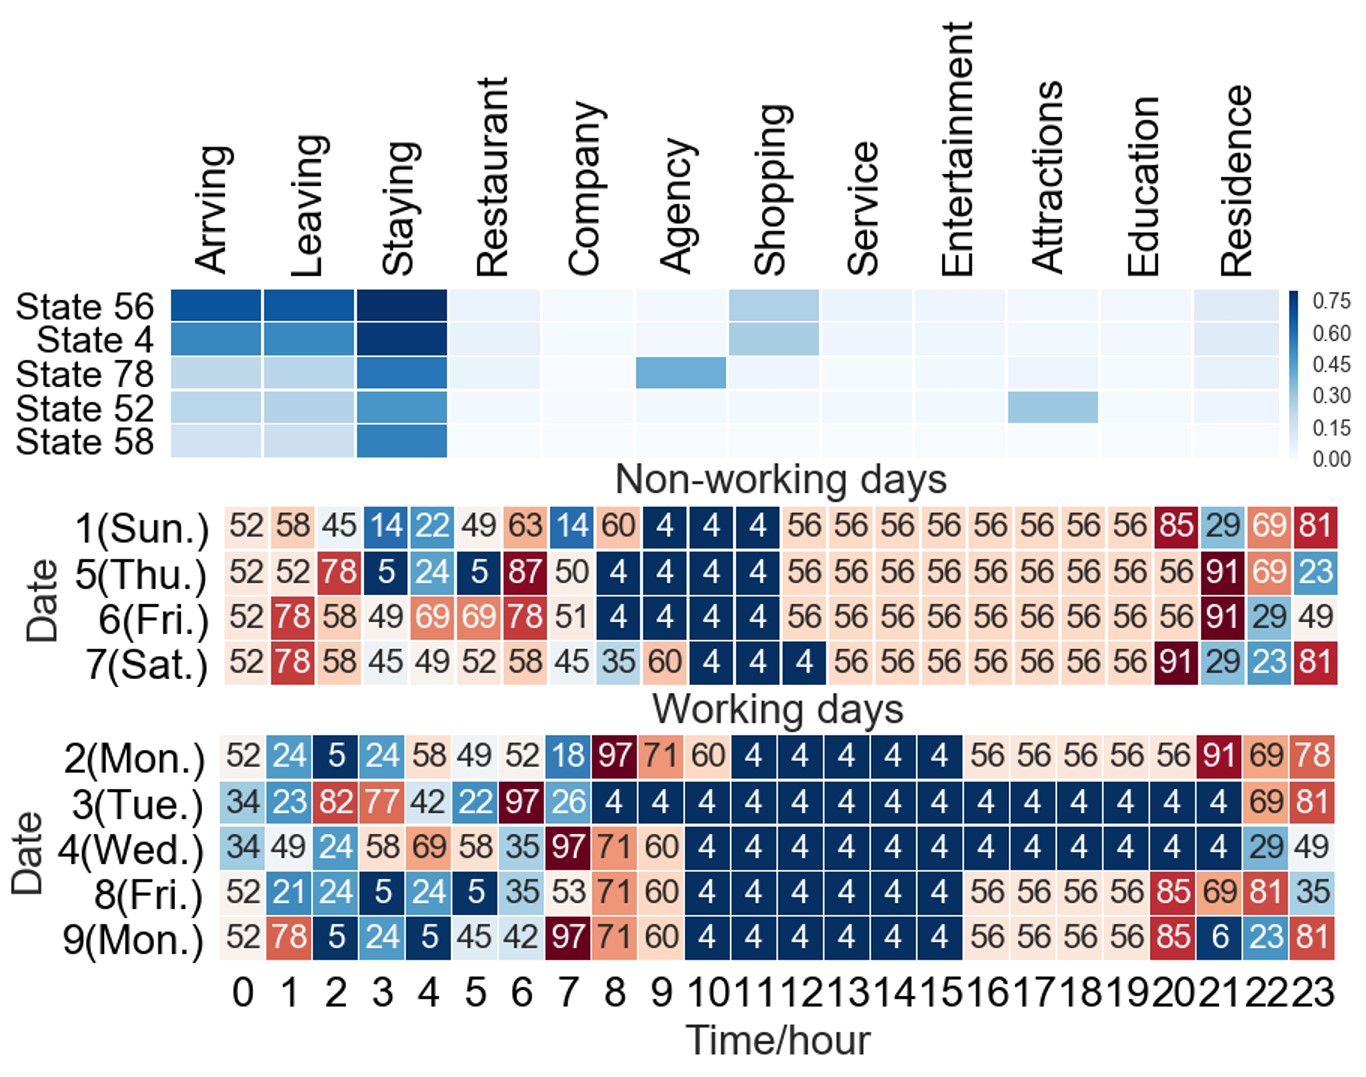 Arrving Leaving Staying Restaurant Company Agency Shopping Service Entertainment Attractions Education Residence
State 56
State 4
State 78
State 52
State 58
0.75
0.60
0.45
0.30
0.15
0.00
Non-working days
Date
1(Sun.) 52 58 45 14 22 49 63 14 60 4 4 4 56 56 56 56 56 56 56 56 85 29 69 81
5(Thu.) 52 52 78 5 24 5 87 50 4 4 4 4 56 56 56 56 56 56 56 56 56 91 69 23
6(Fri.) 52 78 58 49 69 69 78 51 4 4 4 4 56 56 56 56 56 56 56 56 56 91 29 49
7(Sat.) 52 78 58 45 49 52 58 45 35 60 4 4 4 56 56 56 56 56 56 56 91 29 23 81
Working days
Date
2(Mon.) 52 24 5 24 58 49 52 18 97 71 60 4 4 4 4 4 56 56 56 56 56 91 69 78
3(Tue.) 34 23 82 77 42 22 97 26 4 4 4 4 4 4 4 4 4 4 4 4 4 4 69 81
4(Wed.) 34 49 24 58 69 58 35 97 71 60 4 4 4 4 4 4 4 4 4 4 4 4 29 49
8(Fri.) 52 21 24 5 24 5 35 53 71 60 4 4 4 4 4 4 56 56 56 56 85 69 81 35
9(Mon.) 52 78 5 24 5 45 42 97 71 60 4 4 4 4 4 4 56 56 56 56 85 6 23 81
0 1 2 3 4 5 6 7 8 9 10 11 12 13 14 15 16 17 18 19 20 21 22 23
Time/hour